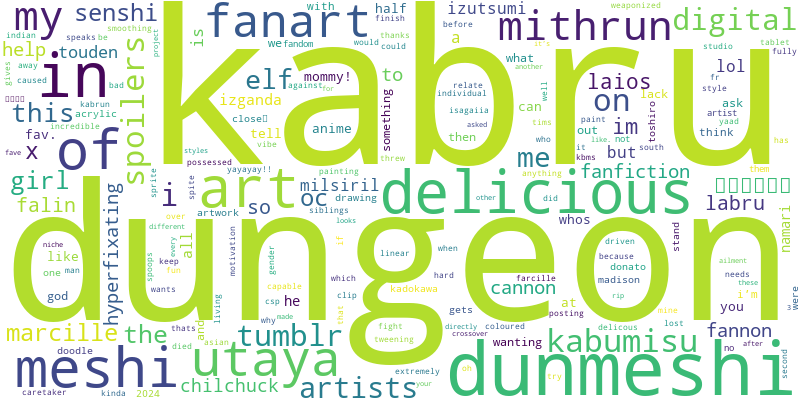 kabru
dungeon
delicious
dunmeshi
meshi
art
in
of
my
senshi
fanart
with
half
finish
izutsumi
weaponized
mithrun
digital
indian
smoothing
speaks
be
is
we
fandom
thanks
would
could
before
a
it's
another
studio
tablet
help
touden
project
gives
away
caused
bad
elf
against
for
mommy!
to
what
laios
lol
fully
fr
style
kabrun
acrylic
izganda
something
relate
individual
can
well
on
lack
ask
artist
this
incredible
close
isagaiia
toshiro
im
yaad
has
fav.
spoilers
tell
vibe
anime
asked
then
tims
who
paint
out
like.
not
think
fave
x
styles
possessed
yayayay!!
threw
me
it
kbms
south
but
them
girl
sprite
spite
painting
anything
fanfiction
i
milsiril
other
did
falin
artwork
so
oc
drawing
siblings
whos
labru
namari
hyperfixating
over
different
looks
stand
like
niche
one
man
spoops
every
all
motivation
gender
if
linear
when
driven
because
donato
ailment
god
wants
keep
fun
living
capable
csp
he
which
clip
hard
farcille
cannon
madison
needs
these
kadokawa
rip
i'm
were
marcille
the
thats
and
why
made
that
gets
at
posting
mine
you
3w
doodle
died
asian
tumblr
fight
tweening
directly
crossover
coloured
wanting
delicous
lost
fannon
no
after
utaya
extremely
kabumisu
second
caretaker
kinda
2024
chilchuck
artists
your
oh
try